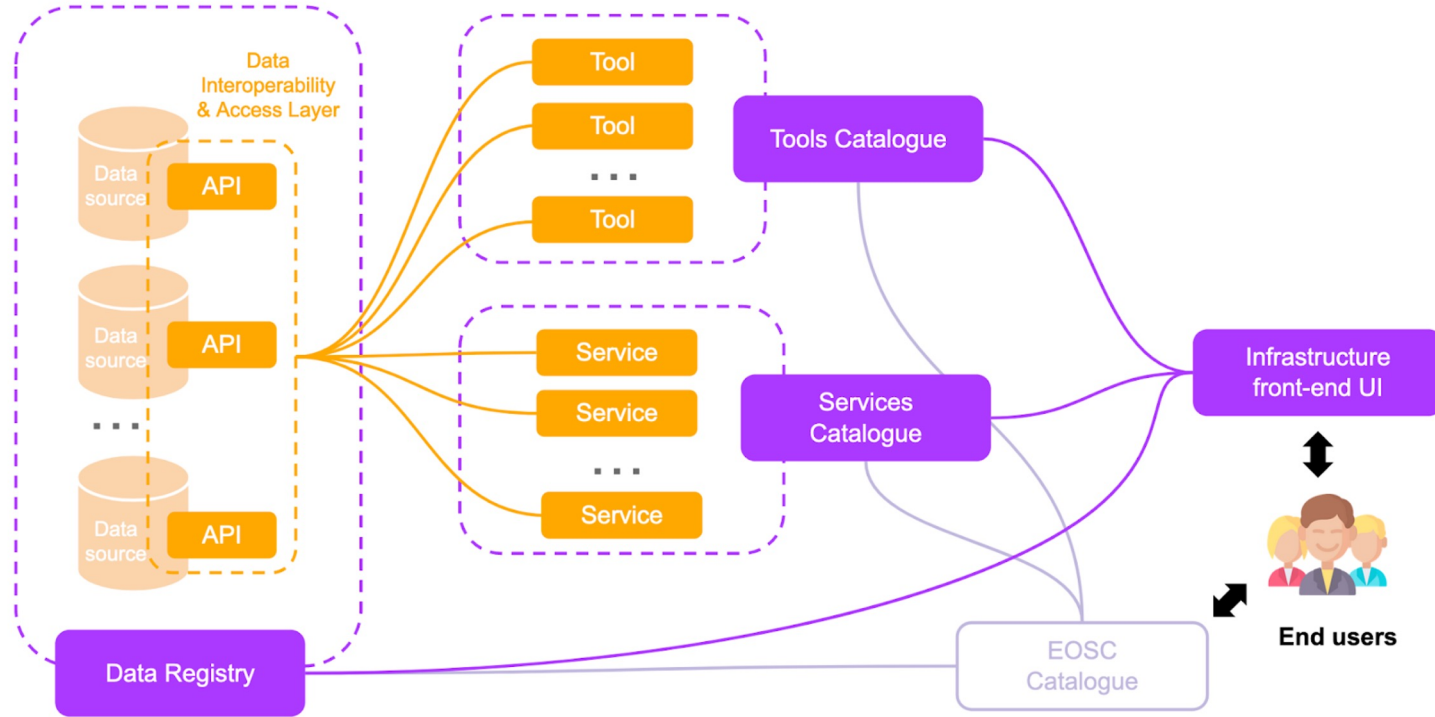 Data
Interoperability
& Access Layer
Data
source
API
Data
source
API
...
Data
source
API
Data Registry
Tool
Tool
...
Tool
Tools Catalogue
Service
Service
...
Service
Services
Catalogue
Infrastructure
front-end UI
End users
EOSC
Catalogue